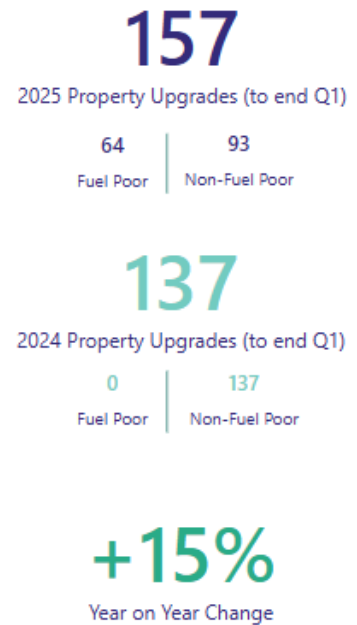 157
2025 Property Upgrades (to end Q1)
64 93
Fuel Poor Non-Fuel Poor
137
2024 Property Upgrades (to end Q1)
0 137
Fuel Poor Non-Fuel Poor
+15%
Year on Year Change